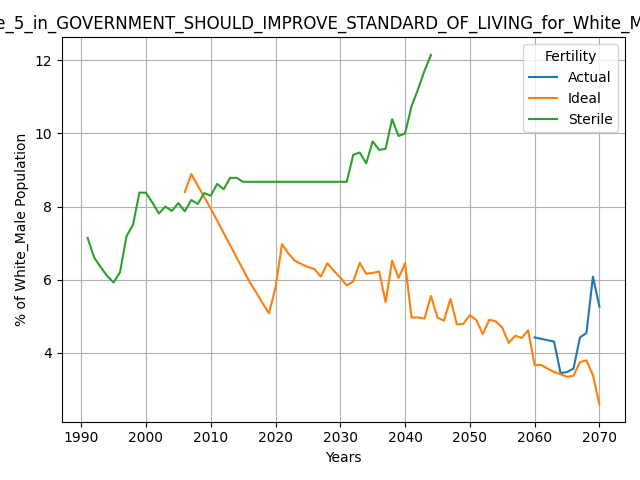 e_5_in_GOVERNMENT_SHOULD_IMPROVE_STANDARD_OF_LIVING_for_White_M
Fertility
Actual
Ideal
Sterile
12
10
8
6
4
% of White_Male Population
1990 2000 2010 2020 2030 2040 2050 2060 2070
Years